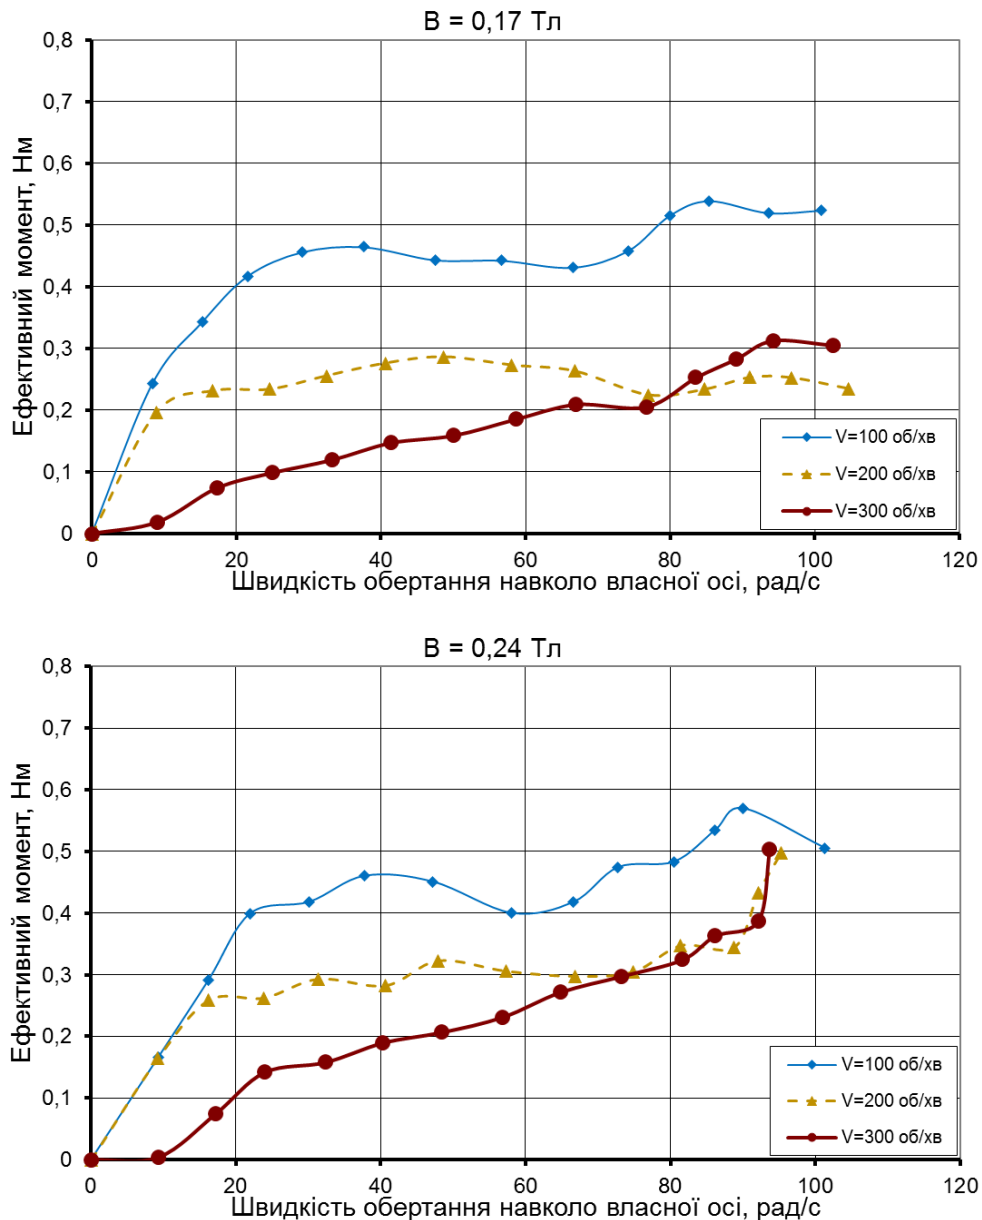 В = 0,17 Тл
0,8
0,7
0,6
0,5
0,4
0,3
0,2
0,1
0
Ефективний момент, Нм
V=100 об/хв
V=200 об/хв
V=300 об/хв
0 20 40 60 80 100 120
Швидкість обертання навколо власної осі, рад/с
В = 0,24 Тл
0,8
0,7
0,6
0,5
0,4
0,3
0,2
0,1
0
Ефективний момент, Нм
V=100 об/хв
V=200 об/хв
V=300 об/хв
0 20 40 60 80 100 120
Швидкість обертання навколо власної осі, рад/с